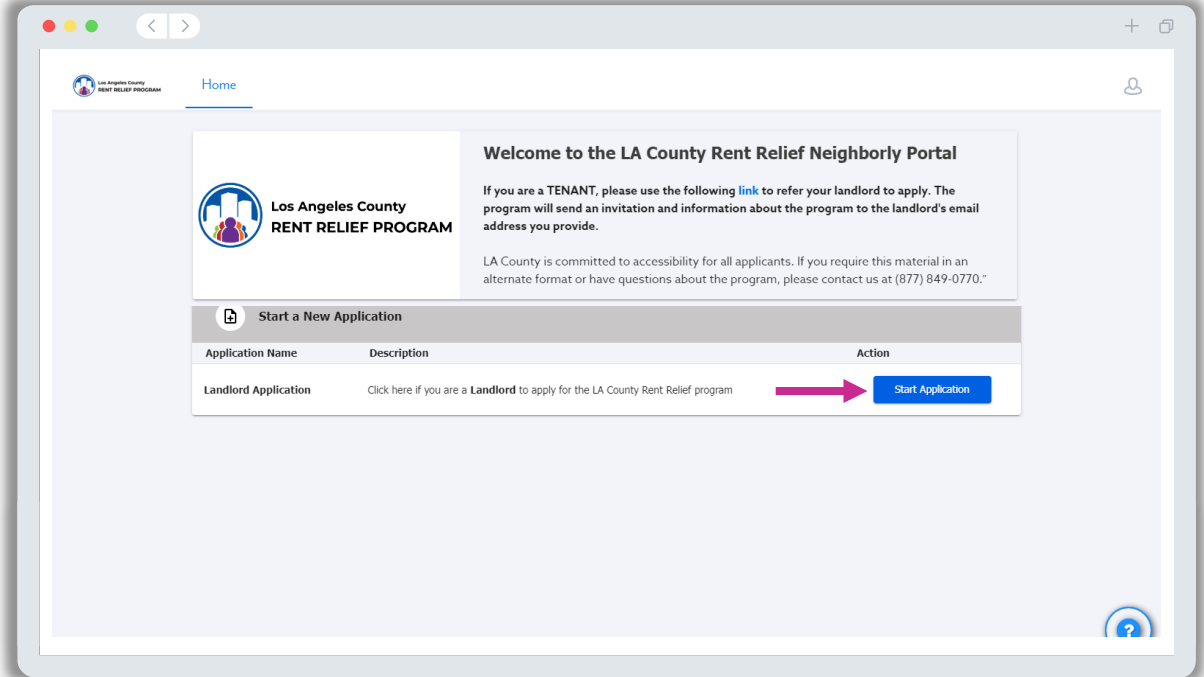 Los Angeles County
RENT RELIEF PROGRAM
Home
Los Angeles County
RENT RELIEF PROGRAM
Welcome to the LA County Rent Relief Neighborly Portal
If you are a TENANT, please use the following link to refer your landlord to apply. The
program will send an invitation and information about the program to the landlord's email
address you provide.
LA County is committed to accessibility for all applicants. If you require this material in an
alternate format or have questions about the program, please contact us at (877) 849-0770."
Start a New Application
Application Name Description Action
Landlord Application Click here if you are a Landlord to apply for the LA County Rent Relief program Start Application
?